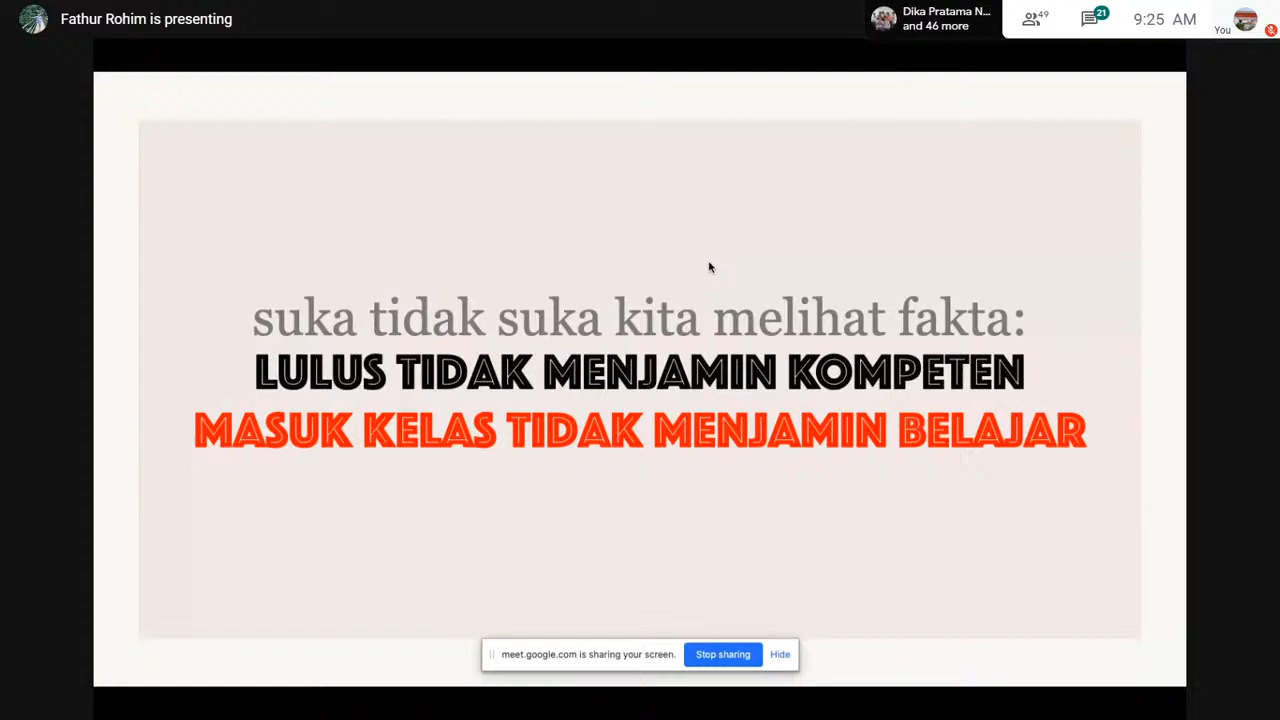 Fathur Rohim is presenting
Dika Pratama N...
and 46 more
49
21
9:25 AM
You
suka tidak suka kita melihat fakta:
LULUS TIDAK MENJAMIN KOMPETEN
MASUK KELAS TIDAK MENJAMIN BELAJAR
meet.google.com is sharing your screen. Stop sharing Hide